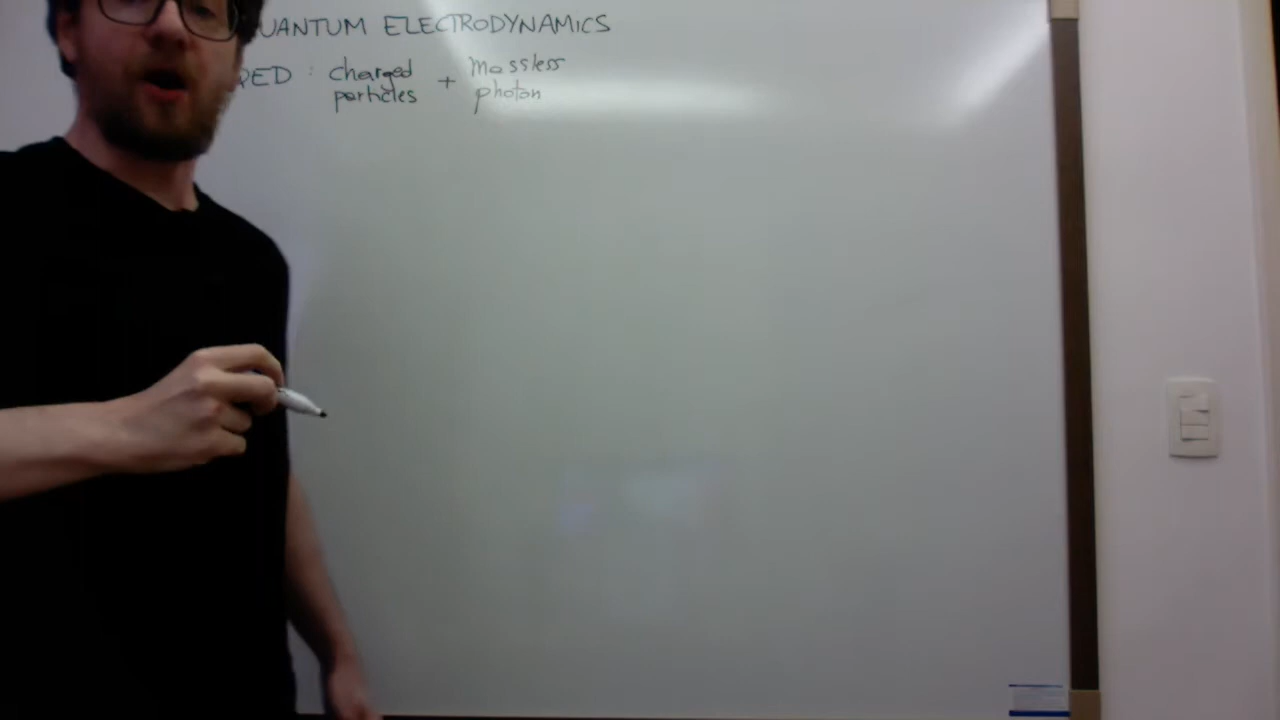 QUANTUM ELECTRODYNAMICS
QED : charged particles + massless photon